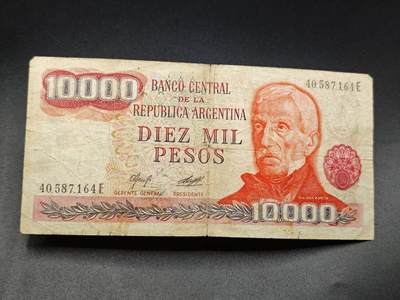 10000
BANCO CENTRAL
DE LA
REPUBLICA ARGENTINA
40.587.164E
DIEZ MIL
PESOS
40.587.164E
GERENTE GENERAL
PRESIDENTE
10000